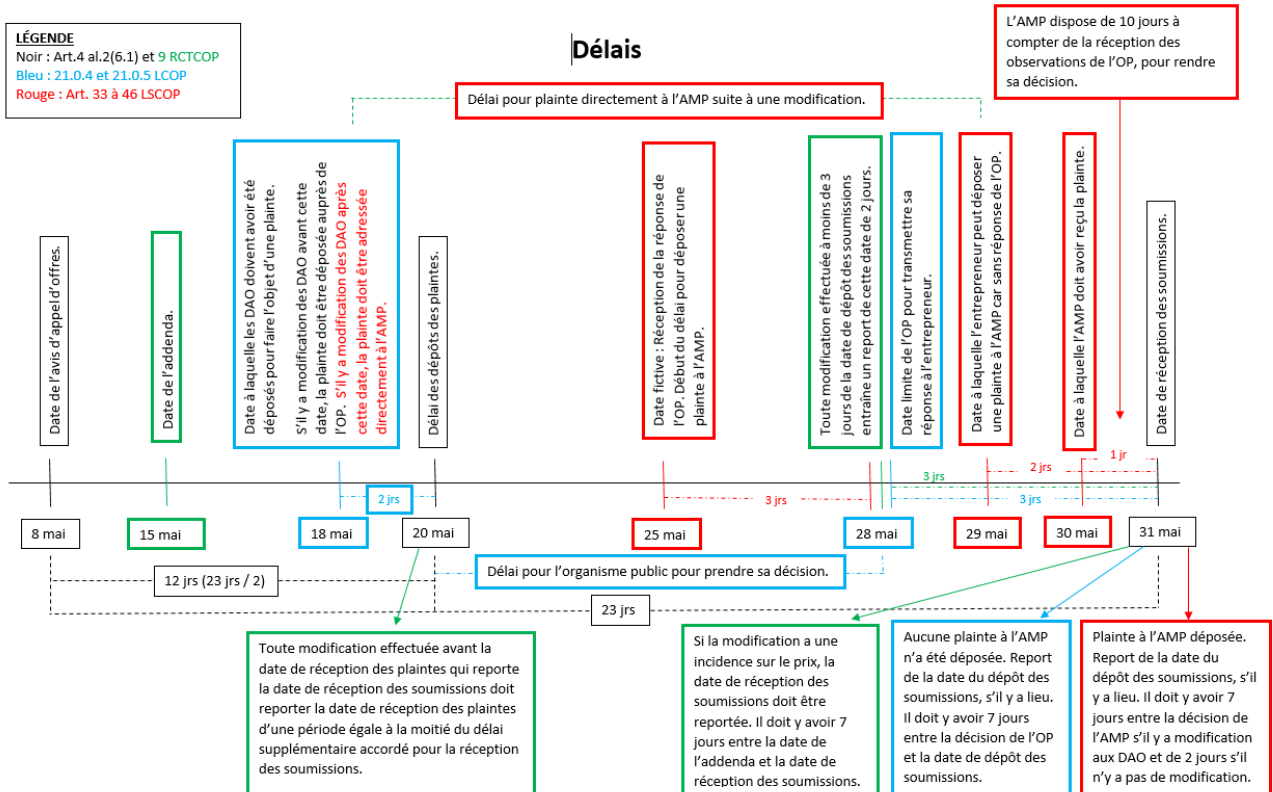 LÉGENDE
Noir : Art.4 al.2(6.1) et 9 RCTCOP
Bleu : 21.0.4 et 21.0.5 LCOP
Rouge : Art. 33 à 46 LSCOP
Délais
L'AMP dispose de 10 jours à
compter de la réception des
observations de l'OP, pour rendre
sa décision.
Délai pour plainte directement à l'AMP suite à une modification.
Date de l'avis d'appel d'offres.
Date de l'addenda.
Date à laquelle les DAO doivent avoir été
déposés pour faire l'objet d'une plainte.
S'il y a modification des DAO avant cette
date, la plainte doit être déposée auprès de
l'OP. S'il y a modification des DAO après
cette date, la plainte doit être adressée
directement à l'AMP.
Délai des dépôts des plaintes.
Date fictive : Réception de la réponse de
l'OP. Début du délai pour déposer une
plainte à l'AMP.
Toute modification effectuée à moins de 3
jours de la date de dépôt des soumissions
entraîne un report de cette date de 2 jours.
Date limite de l'OP pour transmettre sa
réponse à l'entrepreneur.
Date à laquelle l'entrepreneur peut déposer
une plainte à l'AMP car sans réponse de l'OP.
Date à laquelle l'AMP doit avoir reçu la plainte.
Date de réception des soumissions.
1 jr
2 jrs
3 jrs
2 jrs
3 jrs
3 jrs
8 mai
15 mai
18 mai
20 mai
25 mai
28 mai
29 mai
30 mai
31 mai
12 jrs (23 jrs / 2)
Délai pour l'organisme public pour prendre sa décision.
23 jrs
Toute modification effectuée avant la
date de réception des plaintes qui reporte
la date de réception des soumissions doit
reporter la date de réception des plaintes
d'une période égale à la moitié du délai
supplémentaire accordé pour la réception
des soumissions.
Si la modification a une
incidence sur le prix, la
date de réception des
soumissions doit être
reportée. Il doit y avoir 7
jours entre la date de
l'addenda et la date de
réception des soumissions.
Aucune plainte à l'AMP
n'a été déposée. Report
de la date du dépôt des
soumissions, s'il y a lieu.
Il doit y avoir 7 jours
entre la décision de l'OP
et la date de dépôt des
soumissions.
Plainte à l'AMP déposée.
Report de la date du
dépôt des soumissions, s'il
y a lieu. Il doit y avoir 7
jours entre la décision de
l'AMP s'il y a modification
aux DAO et de 2 jours s'il
n'y a pas de modification.